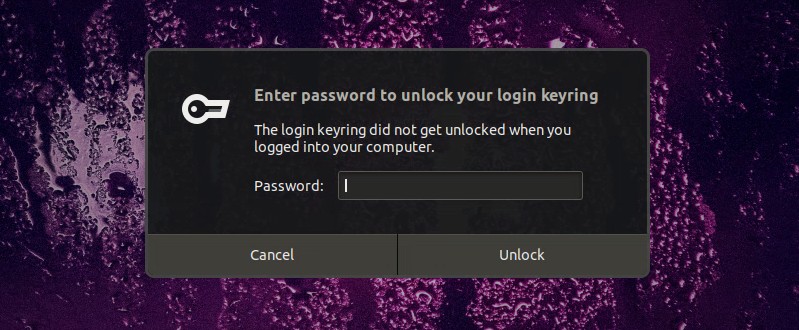 Enter password to unlock your login keyring
The login keyring did not get unlocked when you
logged into your computer.
Password:
Cancel
Unlock